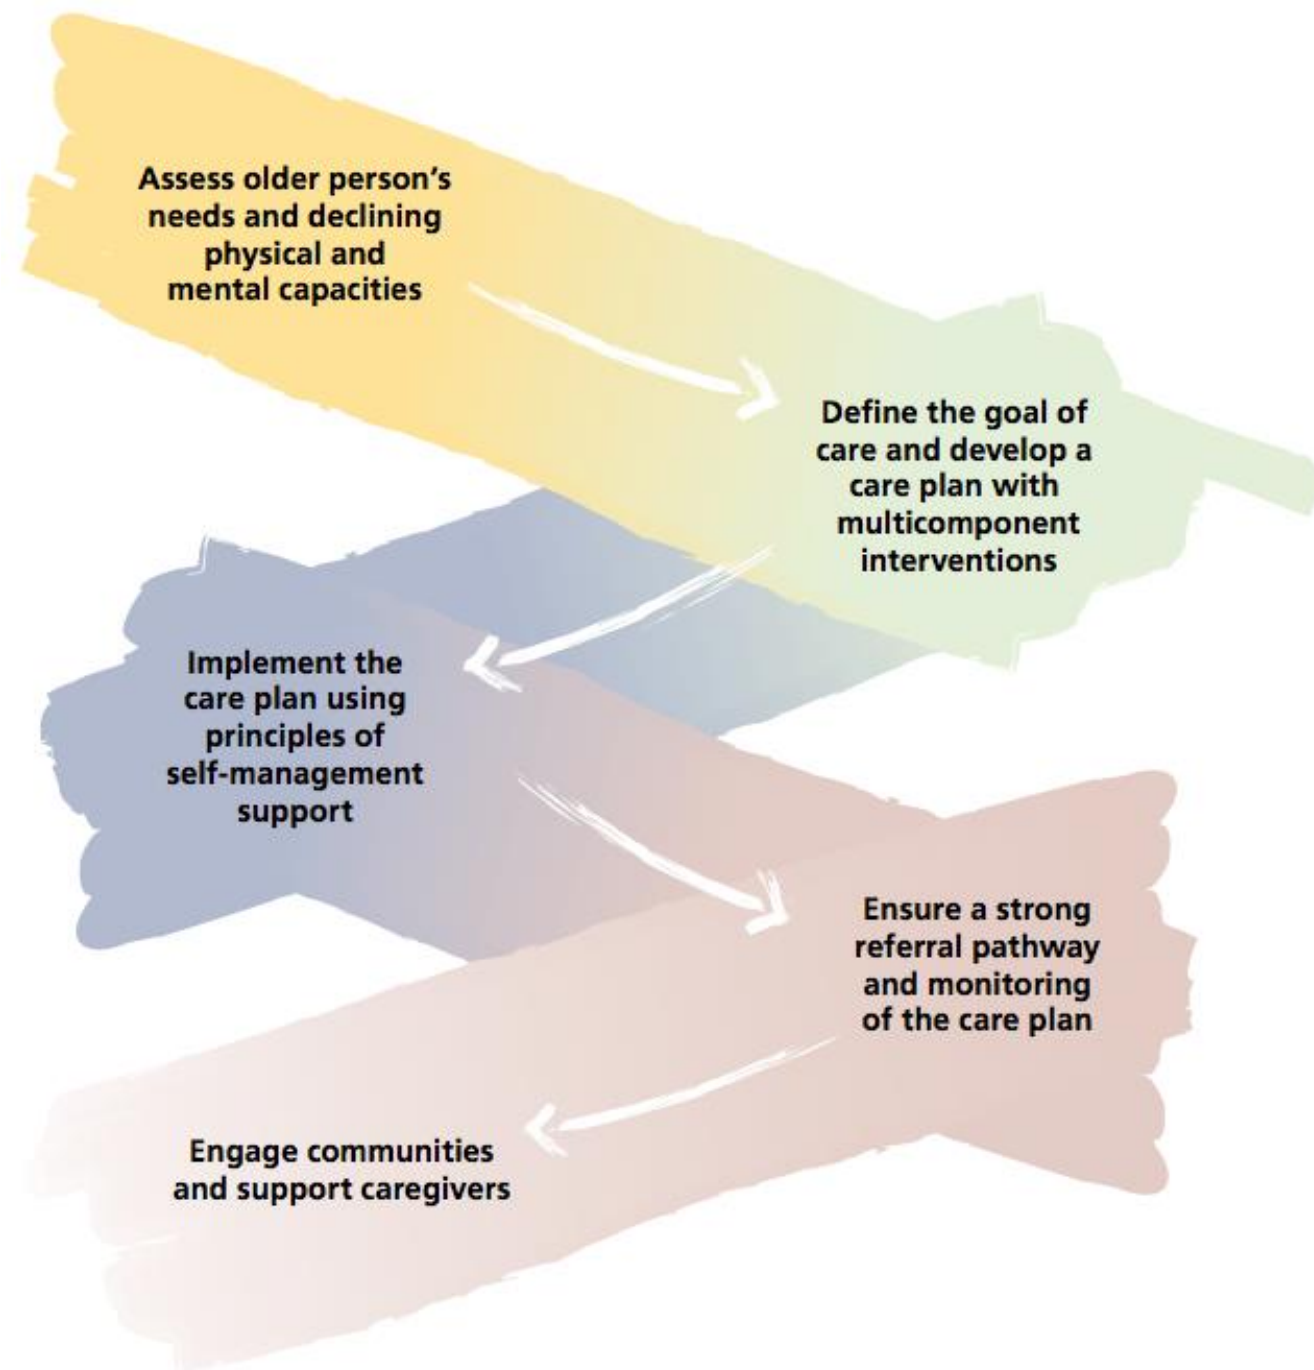 Assess older person's
needs and declining
physical and
mental capacities
Define the goal of
care and develop a
care plan with
multicomponent
interventions
Implement the
care plan using
principles of
self-management
support
Ensure a strong
referral pathway
and monitoring
of the care plan
Engage communities
and support caregivers